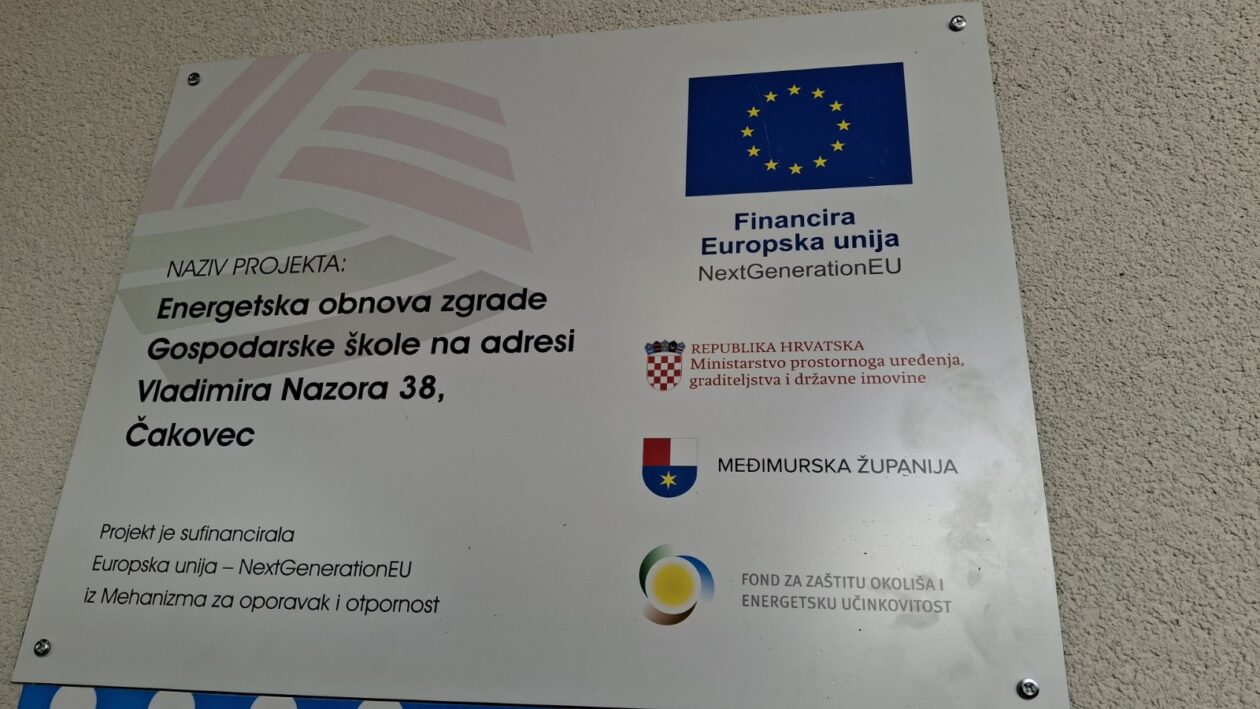 NAZIV PROJEKTA:
Energetska obnova zgrade
Gospodarske škole na adresi
Vladimira Nazora 38,
Čakovec
Projekt je sufinancirala
Europska unija – NextGenerationEU
iz Mehanizma za oporavak i otpornost
Financira
Europska unija
NextGenerationEU
REPUBLIKA HRVATSKA
Ministarstvo prostornoga uređenja,
graditeljstva i državne imovine
MEĐIMURSKA ŽUPANIJA
FOND ZA ZAŠTITU OKOLIŠA I
ENERGETSKU UČINKOVITOST